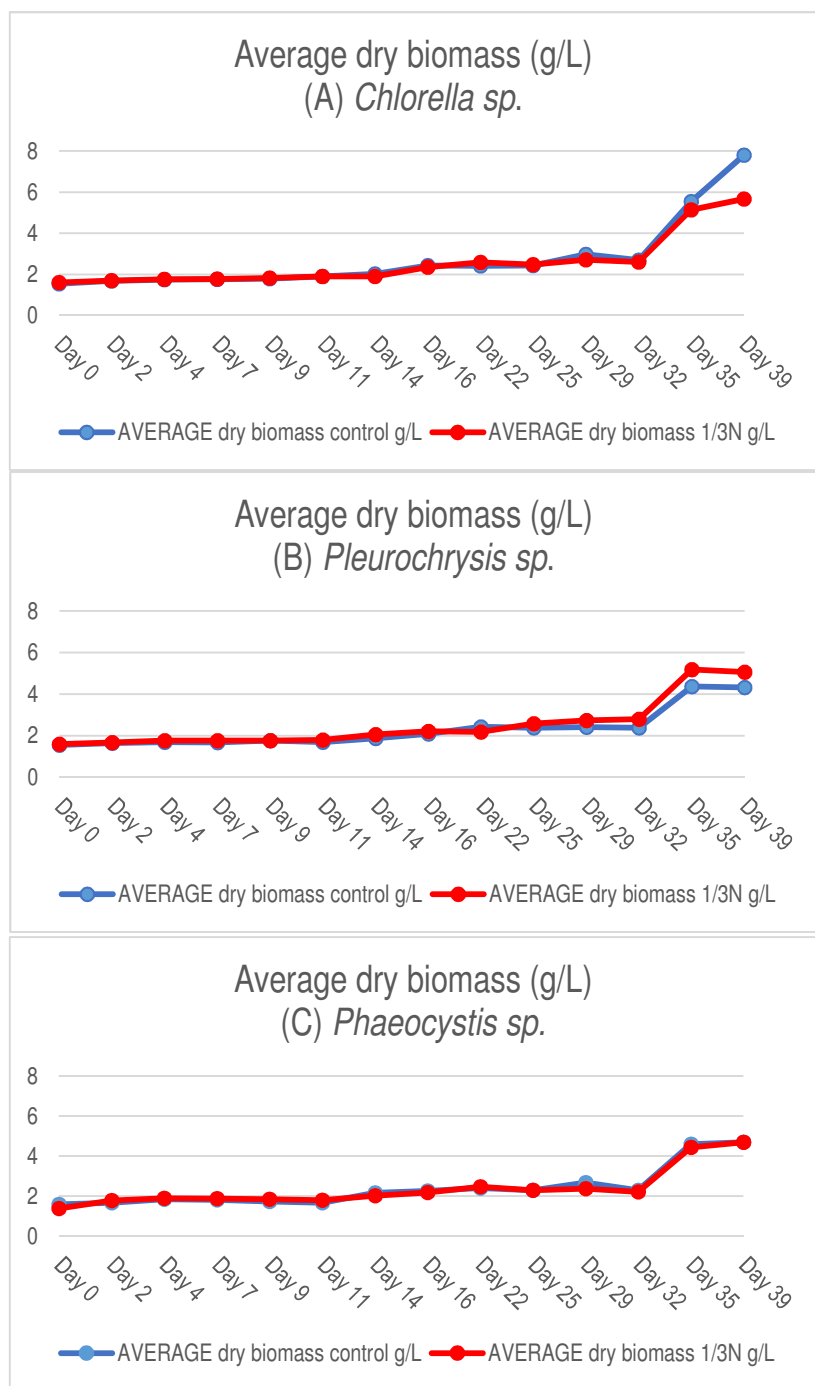 Average dry biomass (g/L)
(A) Chlorella sp.
8
6
4
2
0
Day 0 Day 2 Day 4 Day 7 Day 9 Day 11 Day 14 Day 16 Day 22 Day 25 Day 29 Day 32 Day 35 Day 39
AVERAGE dry biomass control g/L AVERAGE dry biomass 1/3N g/L
Average dry biomass (g/L)
(B) Pleurochrysis sp.
8
6
4
2
0
Day 0 Day 2 Day 4 Day 7 Day 9 Day 11 Day 14 Day 16 Day 22 Day 25 Day 29 Day 32 Day 35 Day 39
AVERAGE dry biomass control g/L AVERAGE dry biomass 1/3N g/L
Average dry biomass (g/L)
(C) Phaeocystis sp.
8
6
4
2
0
Day 0 Day 2 Day 4 Day 7 Day 9 Day 11 Day 14 Day 16 Day 22 Day 25 Day 29 Day 32 Day 35 Day 39
AVERAGE dry biomass control g/L AVERAGE dry biomass 1/3N g/L